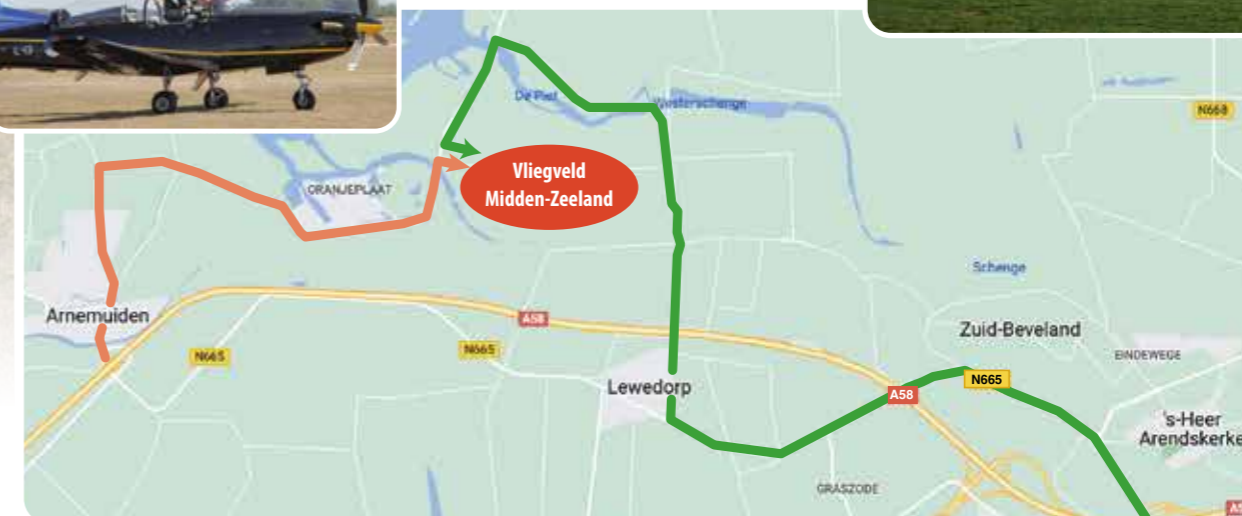 De Piet
Westerschenge
N668
ORANJEPLAAT
Vliegveld
Midden-Zeeland
Schenge
Arnemuiden
A58
Zuid-Beveland
N665
N665
EINDEWEGE
Lewedorp
N665
A58
's-Heer
Arendskerke
GRASZODE